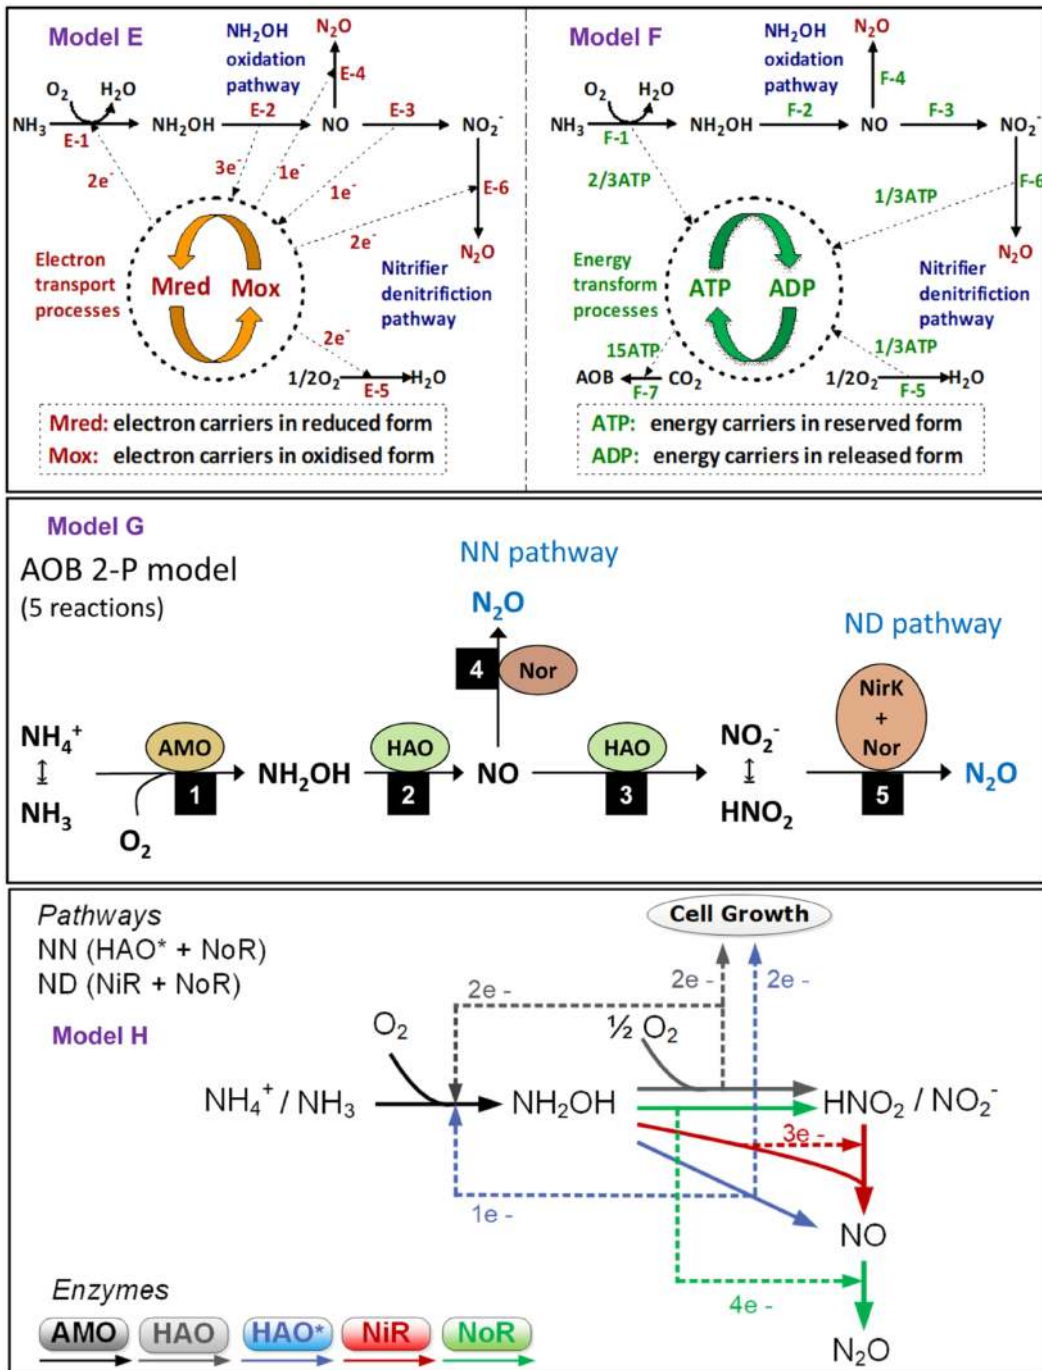 Model E
NH₂OH
oxidation
pathway
N₂O
E-4
O₂
H₂O
NH₃
E-1
NH₂OH
E-2
NO
E-3
NO₂⁻
2e⁻
3e⁻
1e⁻
1e⁻
E-6
2e⁻
N₂O
Electron
transport
processes
Mred
Mox
Nitrifier
denitrifiction
pathway
2e⁻
1/2O₂
E-5
H₂O
Mred: electron carriers in reduced form
Mox: electron carriers in oxidised form
Model F
NH₂OH
oxidation
pathway
N₂O
F-4
O₂
H₂O
NH₃
F-1
NH₂OH
F-2
NO
F-3
NO₂⁻
2/3ATP
1/3ATP
F-6
N₂O
Energy
transform
processes
ATP
ADP
Nitrifier
denitrifiction
pathway
15ATP
1/3ATP
AOB
F-7
CO₂
1/2O₂
F-5
H₂O
ATP: energy carriers in reserved form
ADP: energy carriers in released form
Model G
AOB 2-P model
(5 reactions)
NN pathway
N₂O
ND pathway
4
Nor
NirK
+
Nor
NH₄⁺
NH₃
AMO
1
O₂
NH₂OH
HAO
2
NO
HAO
3
NO₂⁻
HNO₂
5
N₂O
Pathways
NN (HAO* + NoR)
ND (NiR + NoR)
Model H
Cell Growth
2e -
2e -
2e -
O₂
½ O₂
NH₄⁺ / NH₃
NH₂OH
HNO₂ / NO₂⁻
3e -
1e -
NO
4e -
N₂O
Enzymes
AMO
HAO
HAO*
NiR
NoR